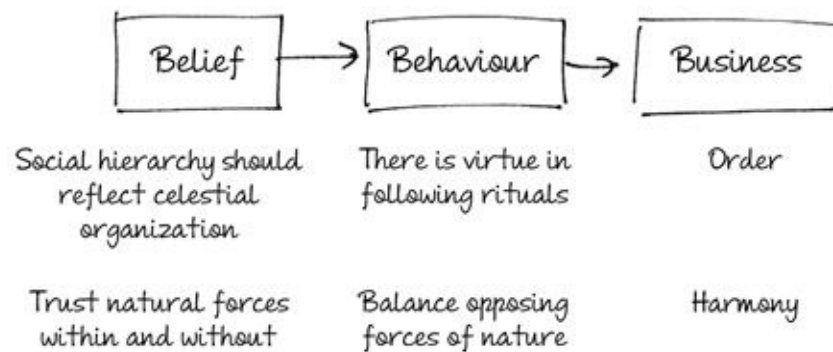 Belief
Behaviour
Business
Social hierarchy should
reflect celestial
organization
There is virtue in
following rituals
Order
Trust natural forces
within and without
Balance opposing
forces of nature
Harmony